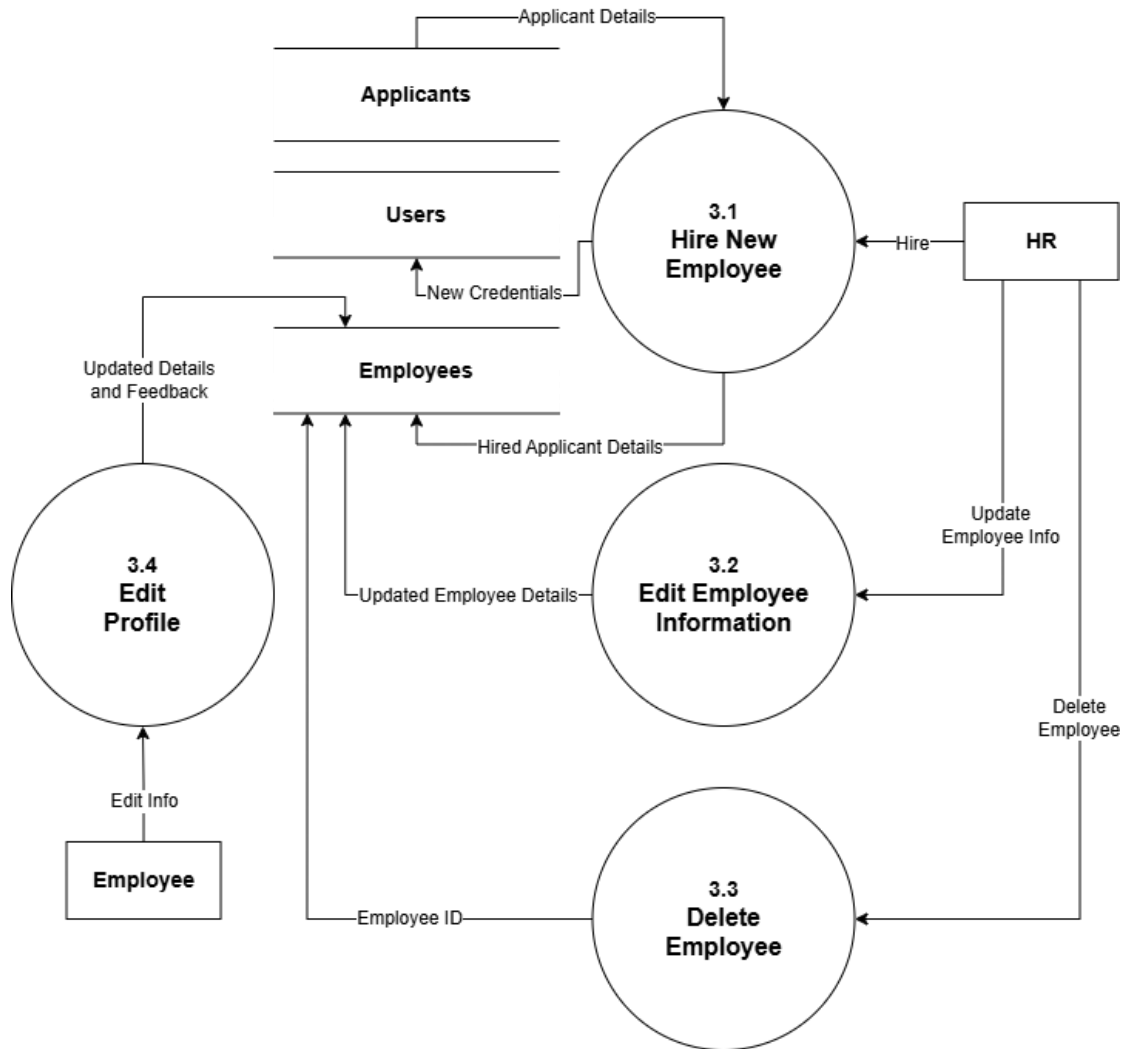 Applicant Details
Applicants
Users
3.1
Hire New
Employee
Hire
HR
New Credentials
Employees
Updated Details
and Feedback
Hired Applicant Details
Update
Employee Info
3.4
Edit
Profile
Updated Employee Details
3.2
Edit Employee
Information
Delete
Employee
Edit Info
Employee
Employee ID
3.3
Delete
Employee